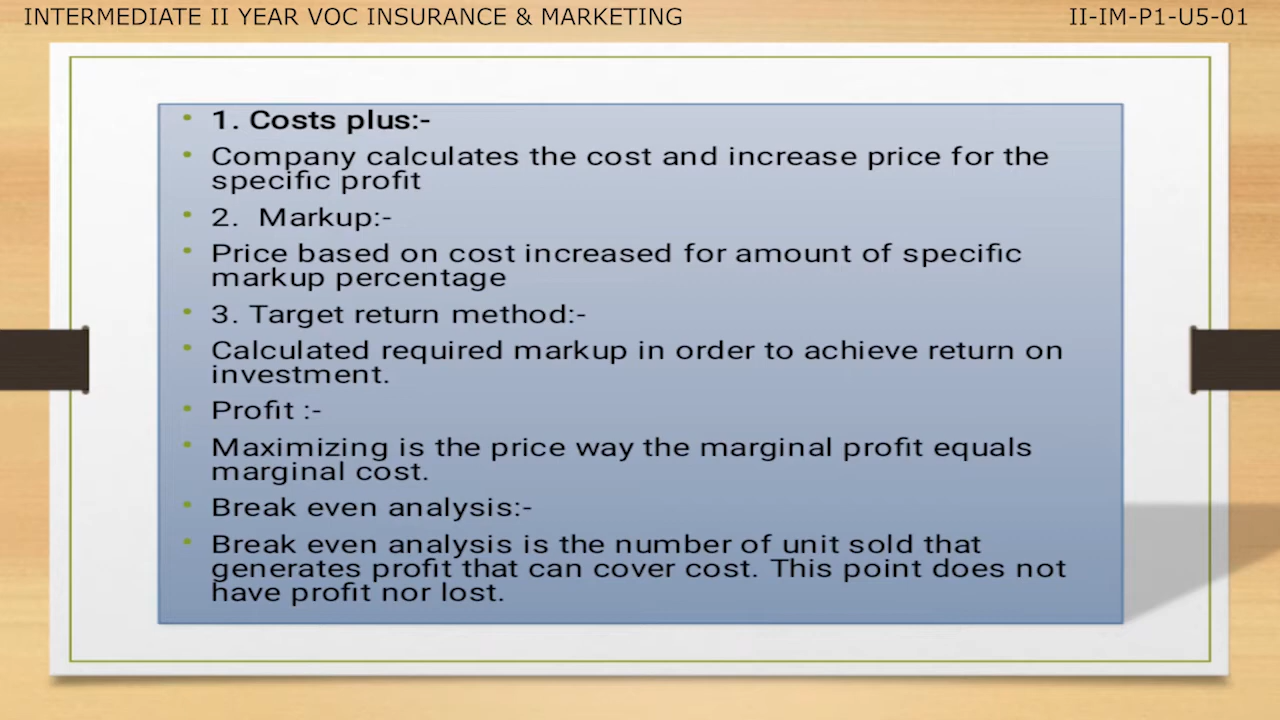 INTERMEDIATE II YEAR VOC INSURANCE & MARKETING
II-IM-P1-U5-01
• 1. Costs plus:-
• Company calculates the cost and increase price for the
specific profit
• 2.  Markup:-
• Price based on cost increased for amount of specific
markup percentage
• 3. Target return method:-
• Calculated required markup in order to achieve return on
investment.
• Profit :-
• Maximizing is the price way the marginal profit equals
marginal cost.
• Break even analysis:-
• Break even analysis is the number of unit sold that
generates profit that can cover cost. This point does not
have profit nor lost.